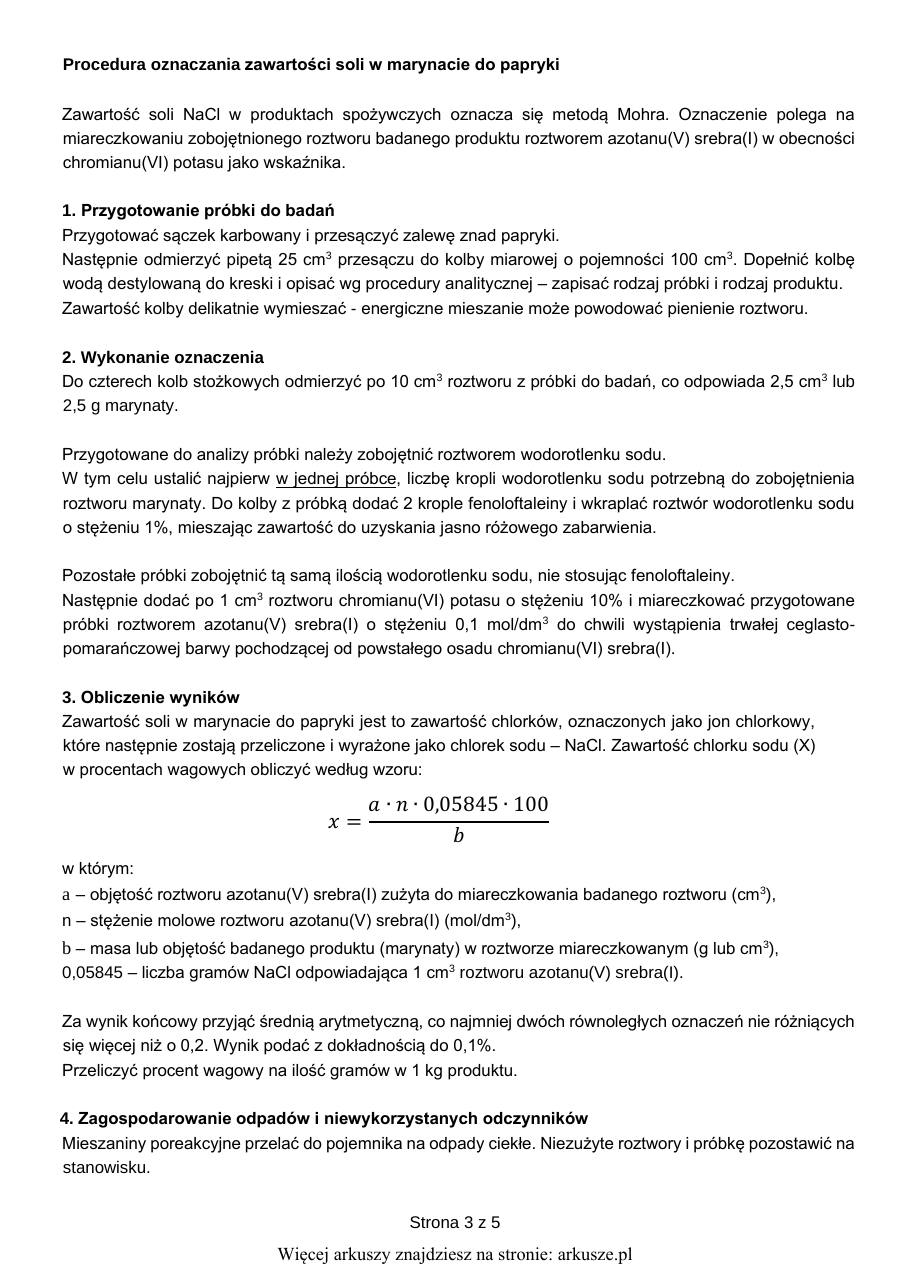 Procedura oznaczania zawartości soli w marynacie do papryki
Zawartość soli NaCl w produktach spożywczych oznacza się metodą Mohra. Oznaczenie polega na
miareczkowaniu zobojętnionego roztworu badanego produktu roztworem azotanu(V) srebra(I) w obecności
chromianu(VI) potasu jako wskaźnika.
1. Przygotowanie próbki do badań
Przygotować sączek karbowany i przesączyć zalewę znad papryki.
Następnie odmierzyć pipetą 25 cm³ przesączu do kolby miarowej o pojemności 100 cm³. Dopełnić kolbę
wodą destylowaną do kreski i opisać wg procedury analitycznej – zapisać rodzaj próbki i rodzaj produktu.
Zawartość kolby delikatnie wymieszać - energiczne mieszanie może powodować pienienie roztworu.
2. Wykonanie oznaczenia
Do czterech kolb stożkowych odmierzyć po 10 cm³ roztworu z próbki do badań, co odpowiada 2,5 cm³ lub
2,5 g marynaty.
Przygotowane do analizy próbki należy zobojętnić roztworem wodorotlenku sodu.
W tym celu ustalić najpierw w jednej próbce, liczbę kropli wodorotlenku sodu potrzebną do zobojętnienia
roztworu marynaty. Do kolby z próbką dodać 2 krople fenoloftaleiny i wkraplać roztwór wodorotlenku sodu
o stężeniu 1%, mieszając zawartość do uzyskania jasno różowego zabarwienia.
Pozostałe próbki zobojętnić tą samą ilością wodorotlenku sodu, nie stosując fenoloftaleiny.
Następnie dodać po 1 cm³ roztworu chromianu(VI) potasu o stężeniu 10% i miareczkować przygotowane
próbki roztworem azotanu(V) srebra(I) o stężeniu 0,1 mol/dm³ do chwili wystąpienia trwałej ceglasto-
pomarańczowej barwy pochodzącej od powstałego osadu chromianu(VI) srebra(I).
3. Obliczenie wyników
Zawartość soli w marynacie do papryki jest to zawartość chlorków, oznaczonych jako jon chlorkowy,
które następnie zostają przeliczone i wyrażone jako chlorek sodu – NaCl. Zawartość chlorku sodu (X)
w procentach wagowych obliczyć według wzoru:
x = a · n · 0,05845 · 100 / b
w którym:
a – objętość roztworu azotanu(V) srebra(I) zużyta do miareczkowania badanego roztworu (cm³),
n – stężenie molowe roztworu azotanu(V) srebra(I) (mol/dm³),
b – masa lub objętość badanego produktu (marynaty) w roztworze miareczkowanym (g lub cm³),
0,05845 – liczba gramów NaCl odpowiadająca 1 cm³ roztworu azotanu(V) srebra(I).
Za wynik końcowy przyjąć średnią arytmetyczną, co najmniej dwóch równoległych oznaczeń nie różniących
się więcej niż o 0,2. Wynik podać z dokładnością do 0,1%.
Przeliczyć procent wagowy na ilość gramów w 1 kg produktu.
4. Zagospodarowanie odpadów i niewykorzystanych odczynników
Mieszaniny poreakcyjne przelać do pojemnika na odpady ciekłe. Niezużyte roztwory i próbkę pozostawić na
stanowisku.
Strona 3 z 5
Więcej arkuszy znajdziesz na stronie: arkusze.pl